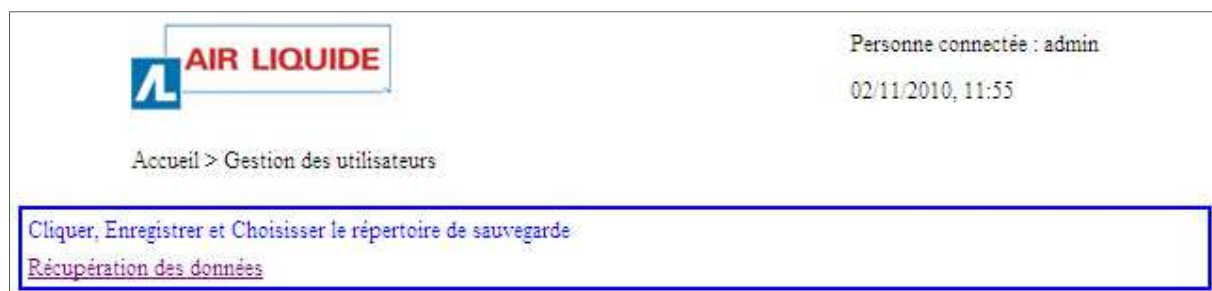 AIR LIQUIDE
Personne connectée : admin
02/11/2010, 11:55
Accueil > Gestion des utilisateurs
Cliquer, Enregistrer et Choisisser le répertoire de sauvegarde
Récupération des données